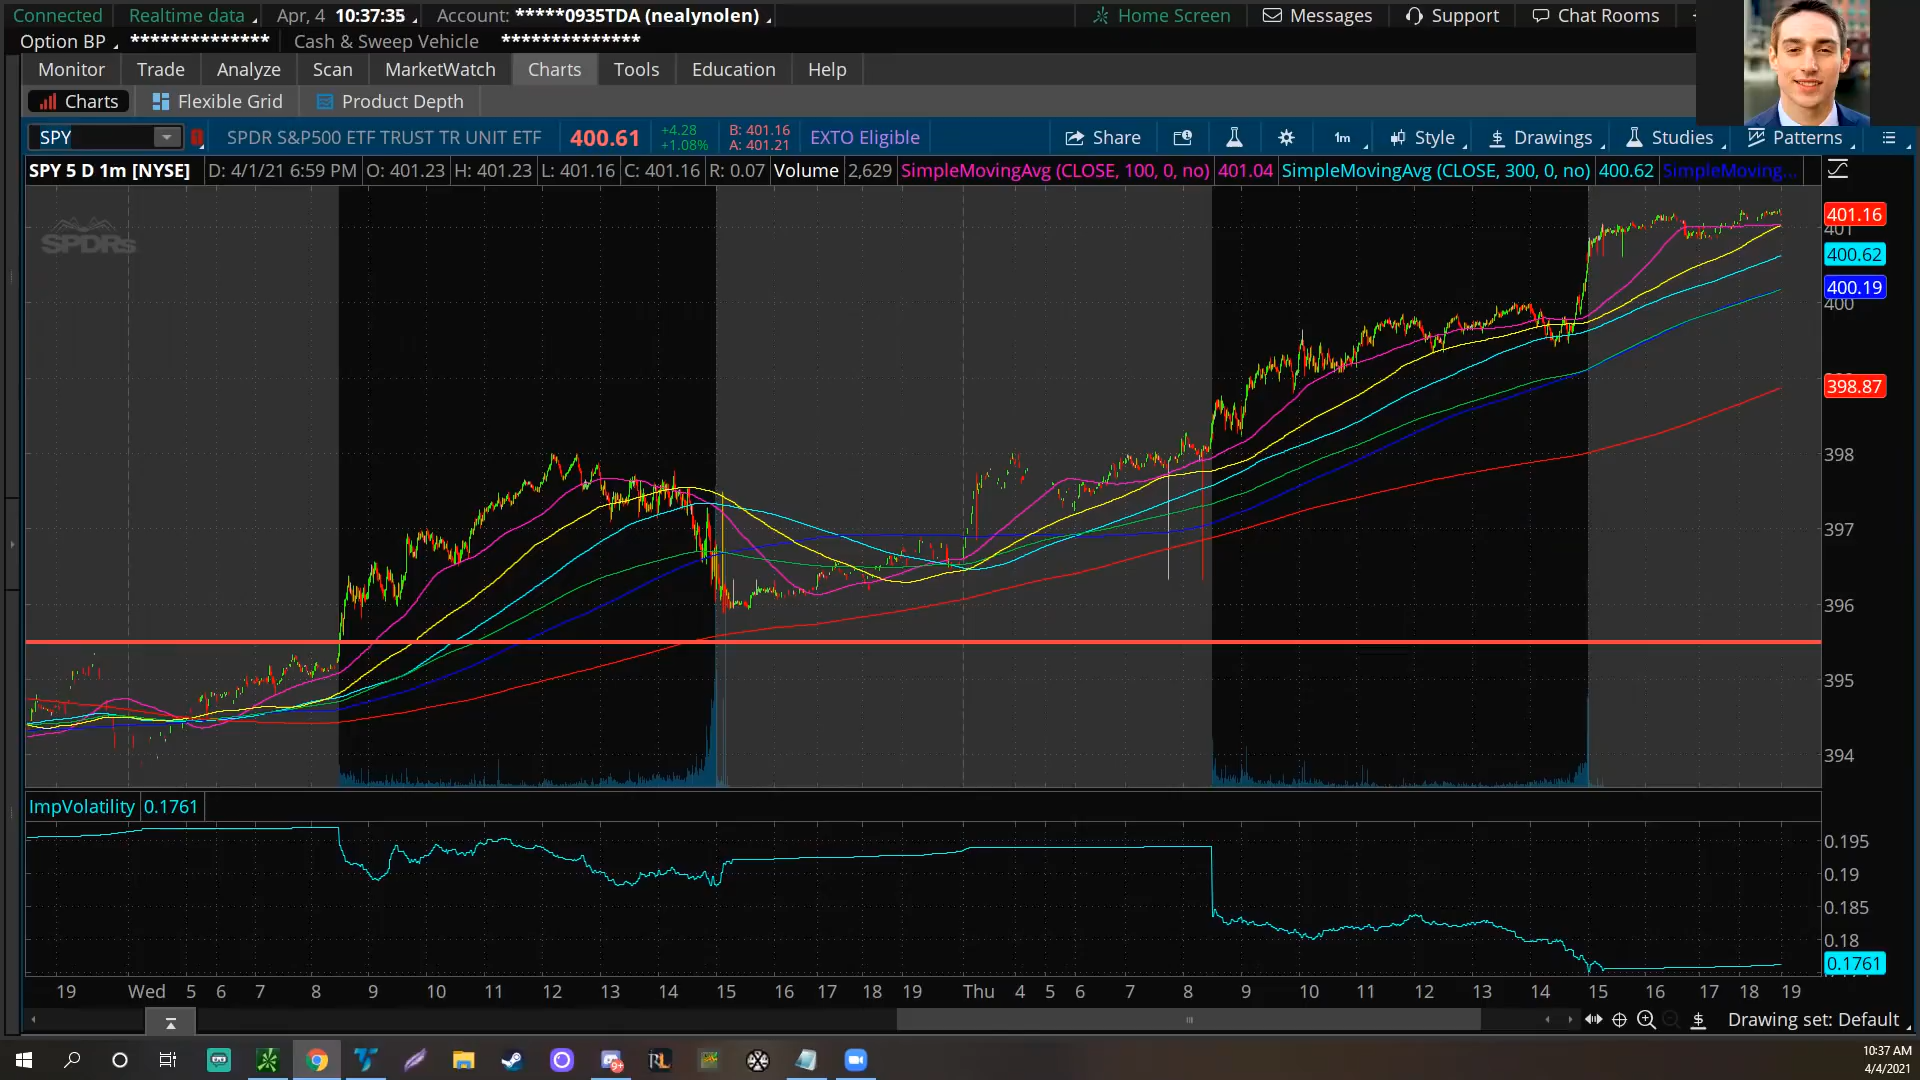 Connected Realtime data Apr, 4 10:37:35 Account: *****0935TDA (nealynolen) Home Screen Messages Support Chat Rooms
Option BP ************** Cash & Sweep Vehicle **************
Monitor Trade Analyze Scan MarketWatch Charts Tools Education Help
Charts Flexible Grid Product Depth
SPY SPDR S&P500 ETF TRUST TR UNIT ETF 400.61 +4.28 B: 401.16 EXTO Eligible Share 1m Style Drawings Studies Patterns
+1.08% A: 401.21
SPY 5 D 1m [NYSE] D: 4/1/21 6:59 PM O: 401.23 H: 401.23 L: 401.16 C: 401.16 R: 0.07 Volume 2,629 SimpleMovingAvg (CLOSE, 100, 0, no) 401.04 SimpleMovingAvg (CLOSE, 300, 0, no) 400.62 SimpleMoving...
SPDRs
401.16
401
400.62
400.19
400
398.87
398
397
396
395
394
ImpVolatility 0.1761
0.195
0.19
0.185
0.18
0.1761
19 Wed 5 6 7 8 9 10 11 12 13 14 15 16 17 18 19 Thu 4 5 6 7 8 9 10 11 12 13 14 15 16 17 18 19
Drawing set: Default
9+ RL
10:37 AM
4/4/2021